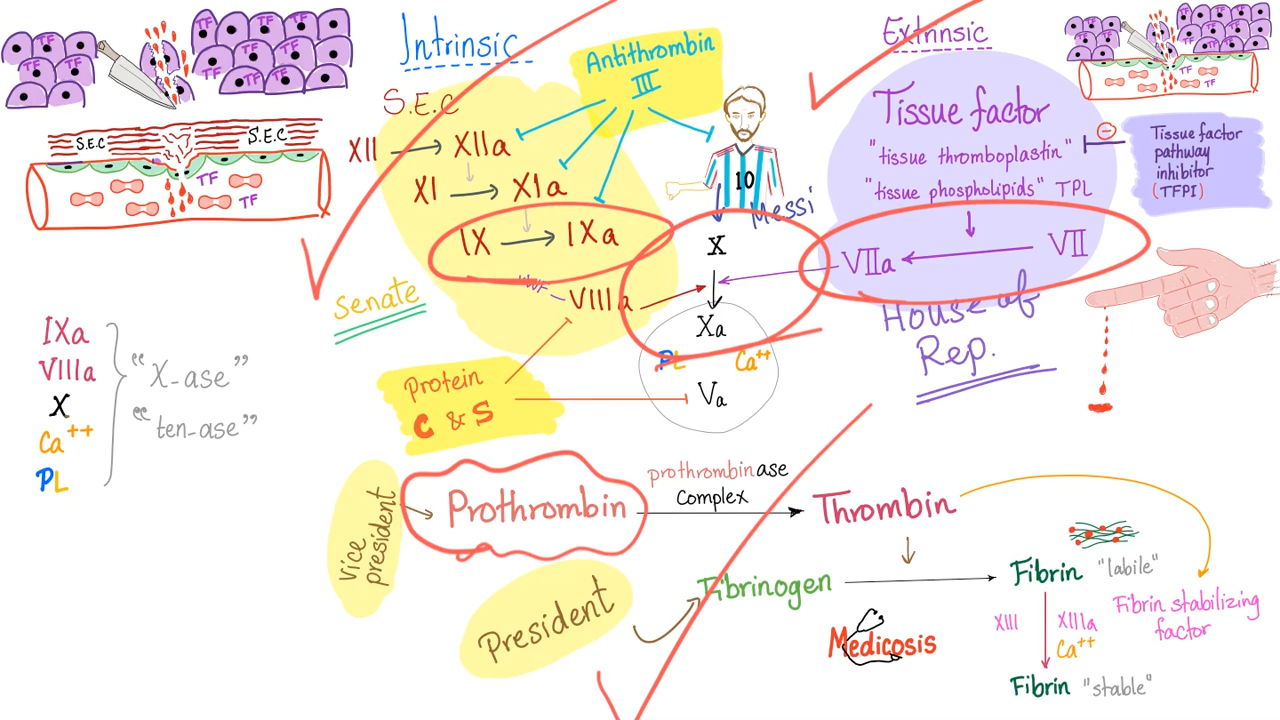 TF
TF
TF
TF
TF
TF
TF
TF
TF
S.E.C
S.E.C
TF
TF
Intrinsic
S.E.C
XII
XIIa
XI
XIa
IX
IXa
VIIIa
Senate
Antithrombin
III
10
Messi
X
Xa
PL
Ca++
Va
Protein
C & S
Extrinsic
Tissue factor
"tissue thromboplastin"
"tissue phospholipids" TPL
VIIa
VII
House of
Rep.
TF
TF
TF
TF
TF
TF
Tissue factor
pathway
inhibitor
(TFPI)
IXa
VIIIa
X
Ca++
PL
"X-ase"
"ten-ase"
Vice
president
Prothrombin
prothrombinase
Complex
Thrombin
President
Fibrinogen
Fibrin "labile"
Medicosis
XIII
XIIIa
Ca++
Fibrin stabilizing
factor
Fibrin "stable"